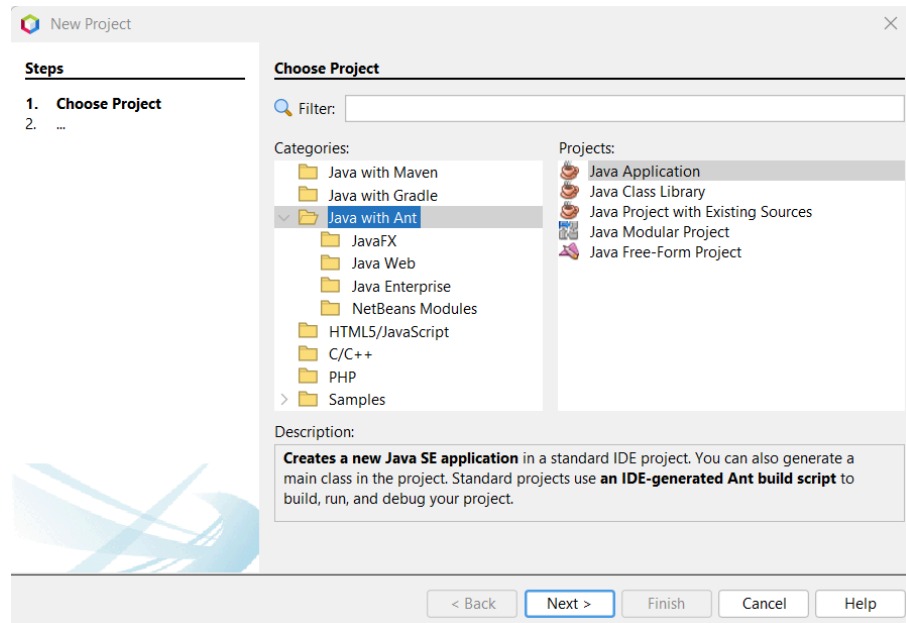 New Project
Steps
1. Choose Project
2. ...
Choose Project
Filter:
Categories:
Java with Maven
Java with Gradle
Java with Ant
JavaFX
Java Web
Java Enterprise
NetBeans Modules
HTML5/JavaScript
C/C++
PHP
Samples
Projects:
Java Application
Java Class Library
Java Project with Existing Sources
Java Modular Project
Java Free-Form Project
Description:
Creates a new Java SE application in a standard IDE project. You can also generate a
main class in the project. Standard projects use an IDE-generated Ant build script to
build, run, and debug your project.
< Back
Next >
Finish
Cancel
Help